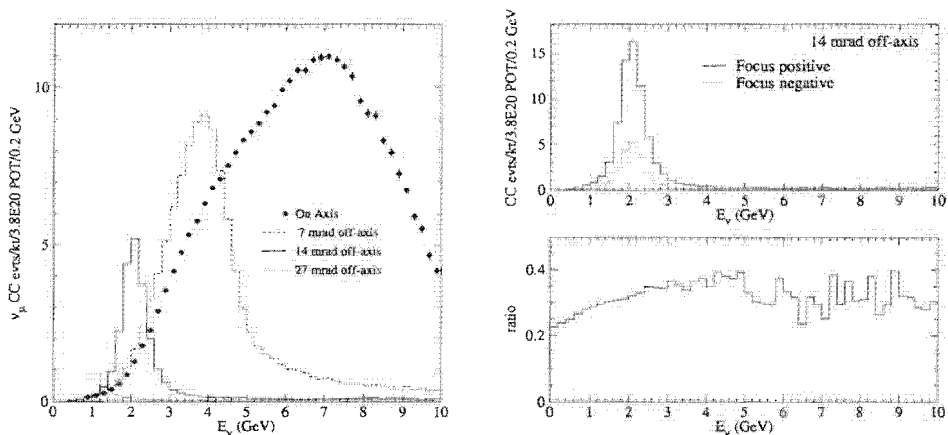 10
5
0
ν_μ CC evts/kt/3.8E20 POT/0.2 GeV
On Axis
7 mrad off-axis
14 mrad off-axis
27 mrad off-axis
0 1 2 3 4 5 6 7 8 9 10
E_ν (GeV)
15
10
5
0
CC evts/kt/3.8E20 POT/0.2 GeV
14 mrad off-axis
Focus positive
Focus negative
0 1 2 3 4 5 6 7 8 9 10
E_ν (GeV)
0.4
0.2
0
ratio
0 1 2 3 4 5 6 7 8 9 10
E_ν (GeV)